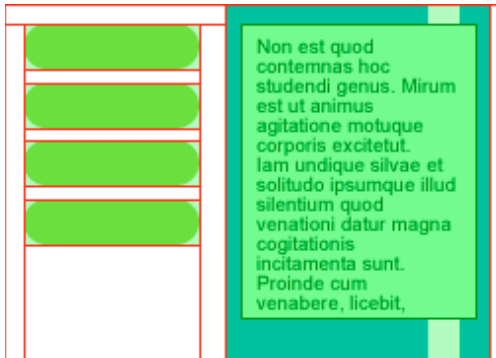 Non est quod
contemnas hoc
studendi genus. Mirum
est ut animus
agitatione motuque
corporis excitetut.
Iam undique silvae et
solitudo ipsumque illud
silentium quod
venationi datur magna
cogitationis
incitamenta sunt.
Proinde cum
venabere, licebit,